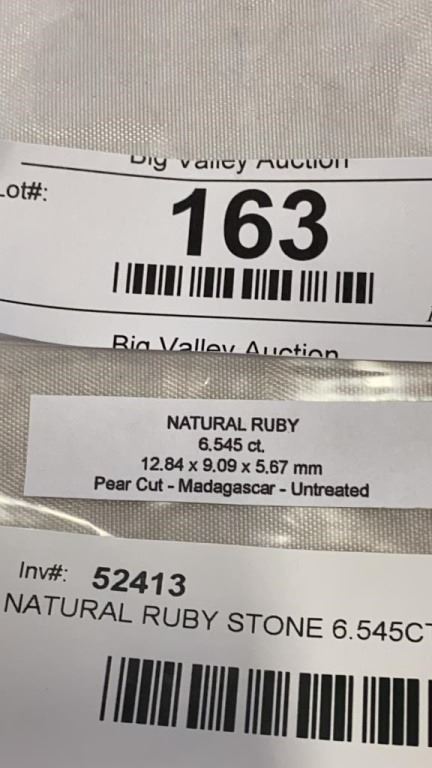 Big Valley Auction
Lot#:
163
Big Valley Auction
NATURAL RUBY
6.545 ct.
12.84 x 9.09 x 5.67 mm
Pear Cut - Madagascar - Untreated
Inv#: 52413
NATURAL RUBY STONE 6.545CT